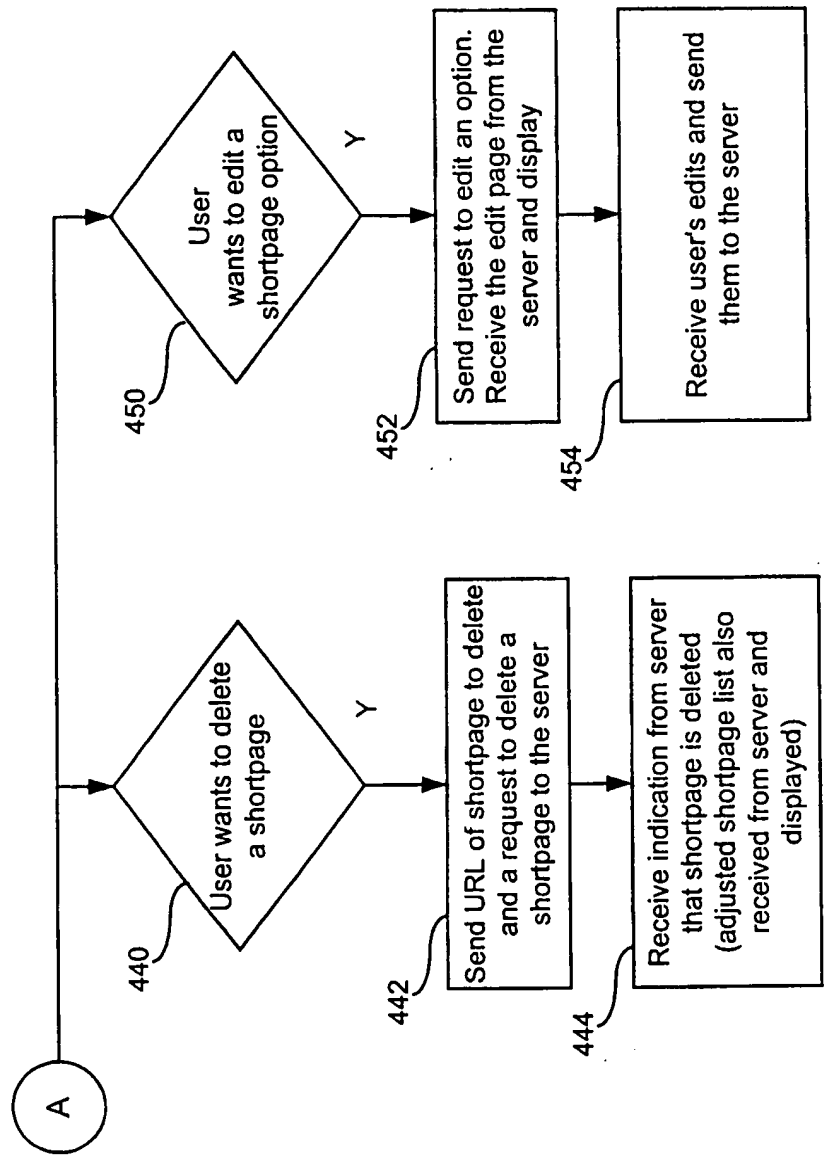 A
440
User wants to delete
a shortpage
Y
442
Send URL of shortpage to delete
and a request to delete a
shortpage to the server
444
Receive indication from server
that shortpage is deleted
(adjusted shortpage list also
received from server and
displayed)
450
User
wants to edit a
shortpage option
Y
452
Send request to edit an option.
Receive the edit page from the
server and display
454
Receive user's edits and send
them to the server